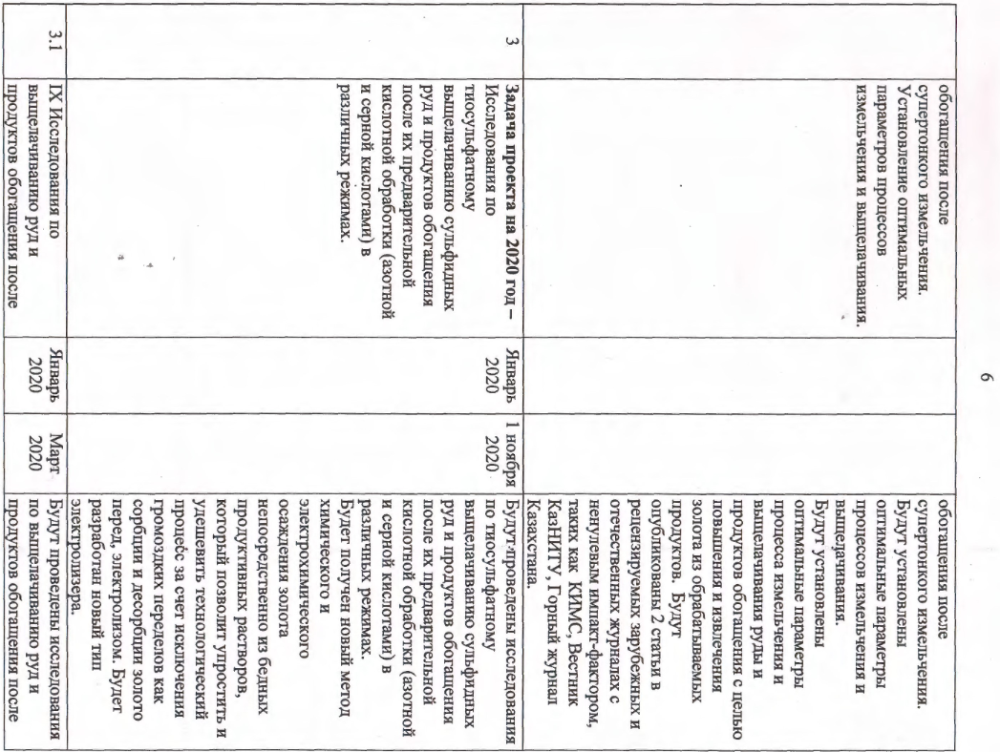 6
обогащения после
супертонкого измельчения.
Установление оптимальных
параметров процессов
измельчения и выщелачивания.
обогащения после
супертонкого измельчения.
Будут установлены
оптимальные параметры
процессов измельчения и
выщелачивания.
Будут установлены
оптимальные параметры
процесса измельчения и
выщелачивания руды и
продуктов обогащения с целью
повышения и извлечения
золота из обрабатываемых
продуктов. Будут
опубликованы 2 статьи в
рецензируемых зарубежных и
отечественных журналах с
ненулевым импакт-фактором,
таких как КИМС, Вестник
КазНИТУ, Горный журнал
Казахстана.
3
Задача проекта на 2020 год –
Исследования по
тиосульфатному
выщелачиванию сульфидных
руд и продуктов обогащения
после их предварительной
кислотной обработки (азотной
и серной кислотами) в
различных режимах.
Январь
2020
1 ноября
2020
Будут проведены исследования
по тиосульфатному
выщелачиванию сульфидных
руд и продуктов обогащения
после их предварительной
кислотной обработки (азотной
и серной кислотами) в
различных режимах.
Будет получен новый метод
химического и
электрохимического
осаждения золота
непосредственно из бедных
продуктивных растворов,
который позволит упростить и
удешевить технологический
процесс за счет исключения
громоздких переделов как
сорбции и десорбции золото
перед, электролизом. Будет
разработан новый тип
электролизера.
3.1
IX Исследования по
выщелачиванию руд и
продуктов обогащения после
Январь
2020
Март
2020
Будут проведены исследования
по выщелачиванию руд и
продуктов обогащения после